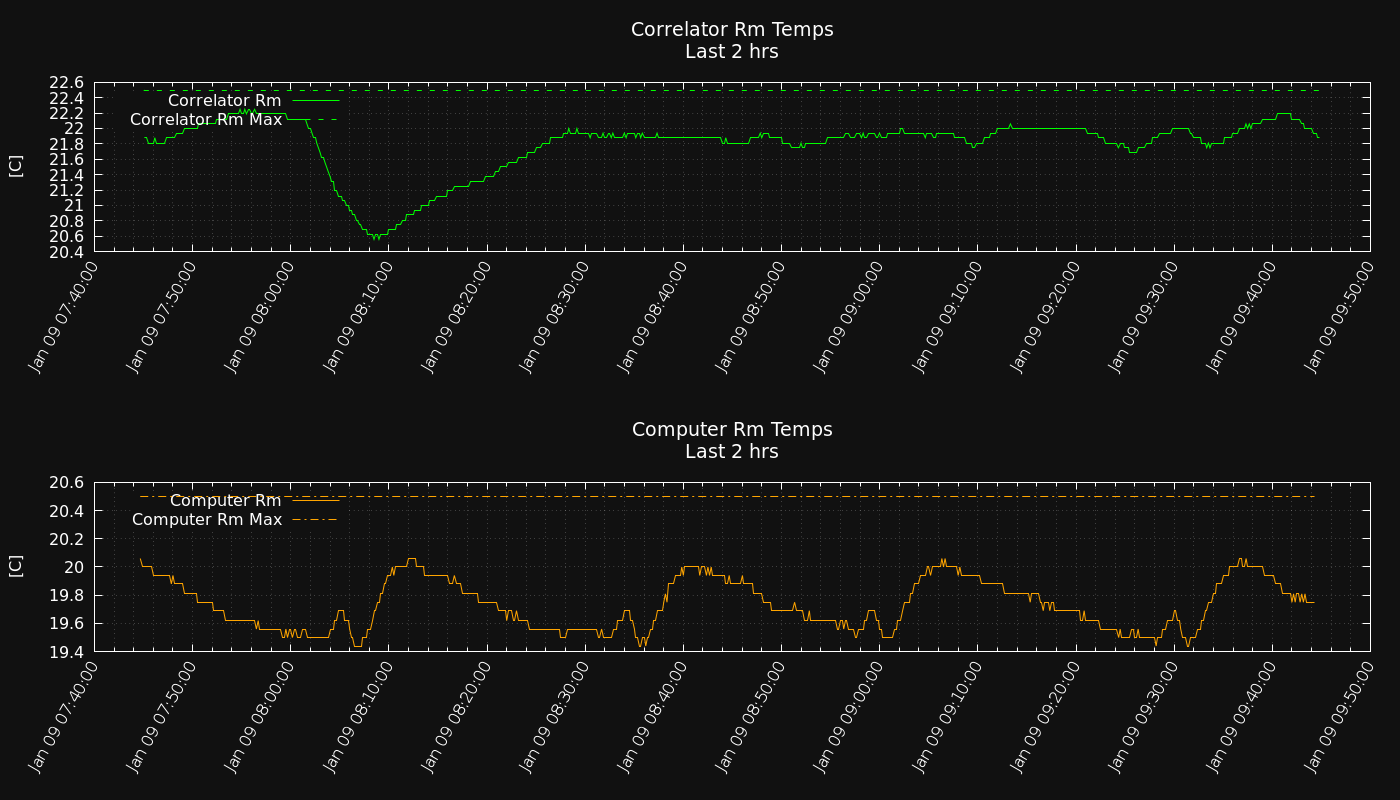 Correlator Rm Temps
Last 2 hrs
[C]
22.6
22.4
22.2
22
21.8
21.6
21.4
21.2
21
20.8
20.6
20.4
Correlator Rm
Correlator Rm Max
Jan 09 07:40:00
Jan 09 07:50:00
Jan 09 08:00:00
Jan 09 08:10:00
Jan 09 08:20:00
Jan 09 08:30:00
Jan 09 08:40:00
Jan 09 08:50:00
Jan 09 09:00:00
Jan 09 09:10:00
Jan 09 09:20:00
Jan 09 09:30:00
Jan 09 09:40:00
Jan 09 09:50:00
Computer Rm Temps
Last 2 hrs
[C]
20.6
20.4
20.2
20
19.8
19.6
19.4
Computer Rm
Computer Rm Max
Jan 09 07:40:00
Jan 09 07:50:00
Jan 09 08:00:00
Jan 09 08:10:00
Jan 09 08:20:00
Jan 09 08:30:00
Jan 09 08:40:00
Jan 09 08:50:00
Jan 09 09:00:00
Jan 09 09:10:00
Jan 09 09:20:00
Jan 09 09:30:00
Jan 09 09:40:00
Jan 09 09:50:00